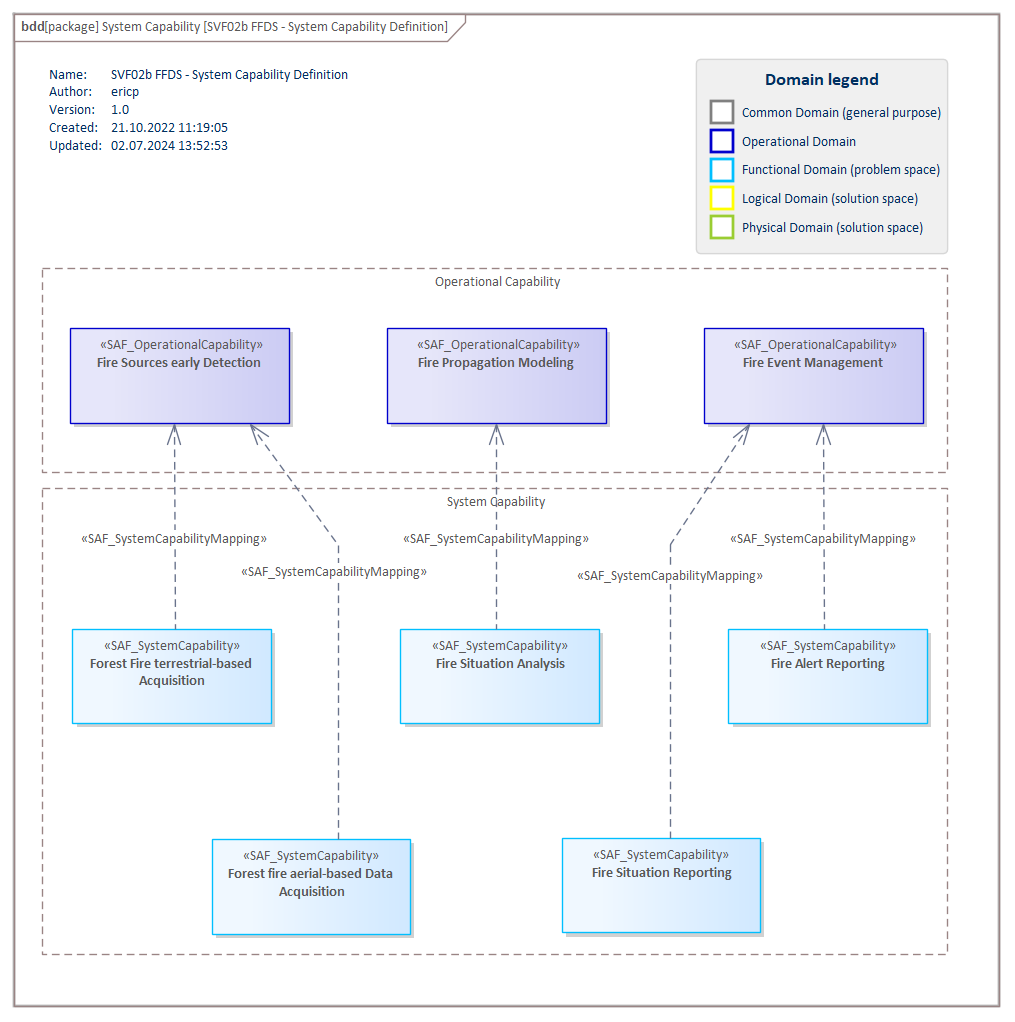 bdd[package] System Capability [SVF02b FFDS - System Capability Definition]
Name: SVF02b FFDS - System Capability Definition
Author: ericp
Version: 1.0
Created: 21.10.2022 11:19:05
Updated: 02.07.2024 13:52:53
Domain legend
Common Domain (general purpose)
Operational Domain
Functional Domain (problem space)
Logical Domain (solution space)
Physical Domain (solution space)
Operational Capability
«SAF_OperationalCapability»
Fire Sources early Detection
«SAF_OperationalCapability»
Fire Propagation Modeling
«SAF_OperationalCapability»
Fire Event Management
System Capability
«SAF_SystemCapabilityMapping»
«SAF_SystemCapabilityMapping»
«SAF_SystemCapabilityMapping»
«SAF_SystemCapabilityMapping»
«SAF_SystemCapabilityMapping»
«SAF_SystemCapability»
Forest Fire terrestrial-based
Acquisition
«SAF_SystemCapability»
Fire Situation Analysis
«SAF_SystemCapability»
Fire Alert Reporting
«SAF_SystemCapability»
Forest fire aerial-based Data
Acquisition
«SAF_SystemCapability»
Fire Situation Reporting